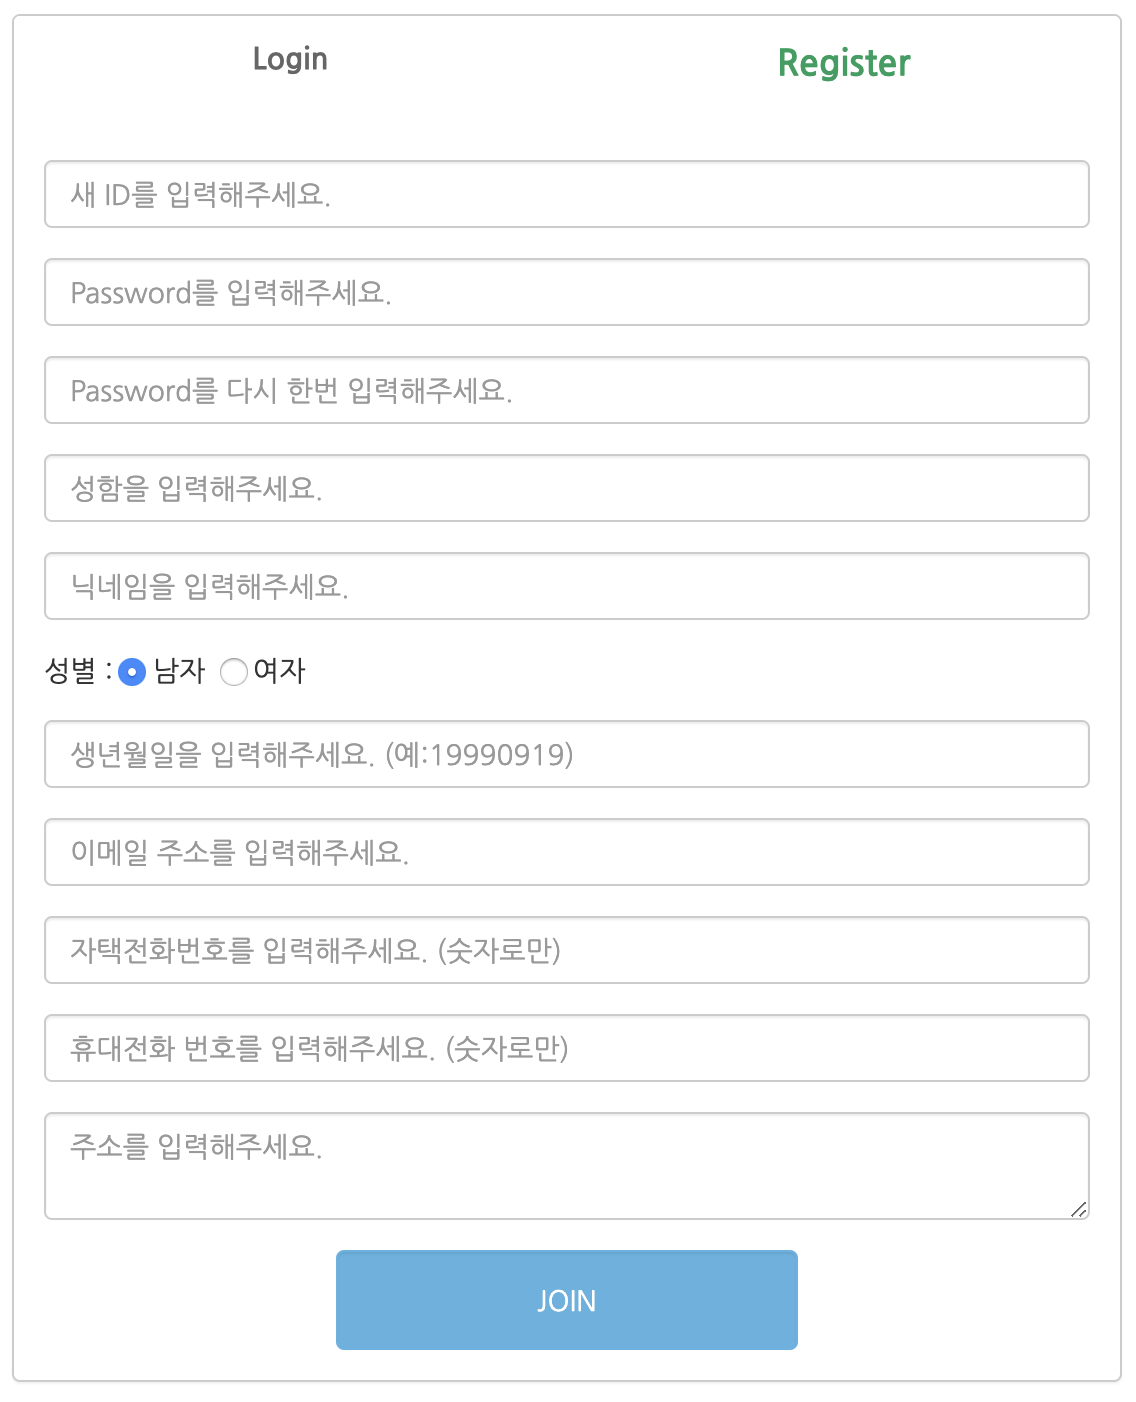 Login Register
새 ID를 입력해주세요.
Password를 입력해주세요.
Password를 다시 한번 입력해주세요.
성함을 입력해주세요.
닉네임을 입력해주세요.
성별 : 남자 여자
생년월일을 입력해주세요. (예:19990919)
이메일 주소를 입력해주세요.
자택전화번호를 입력해주세요. (숫자로만)
휴대전화 번호를 입력해주세요. (숫자로만)
주소를 입력해주세요.
JOIN